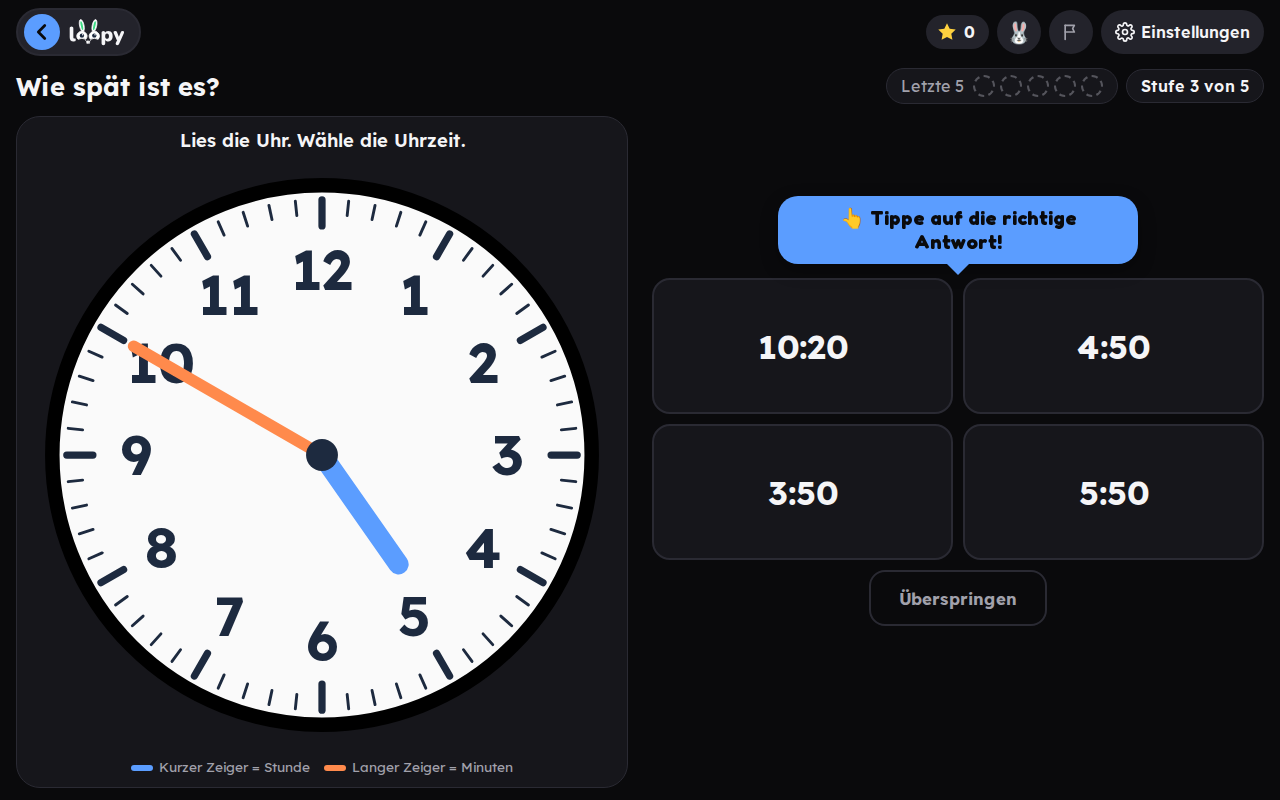 loopy
0
Einstellungen
Wie spät ist es?
Letzte 5
Stufe 3 von 5
Lies die Uhr. Wähle die Uhrzeit.
12
11
1
10
2
9
3
8
4
7
5
6
Kurzer Zeiger = Stunde
Langer Zeiger = Minuten
👆 Tippe auf die richtige
Antwort!
10:20
4:50
3:50
5:50
Überspringen